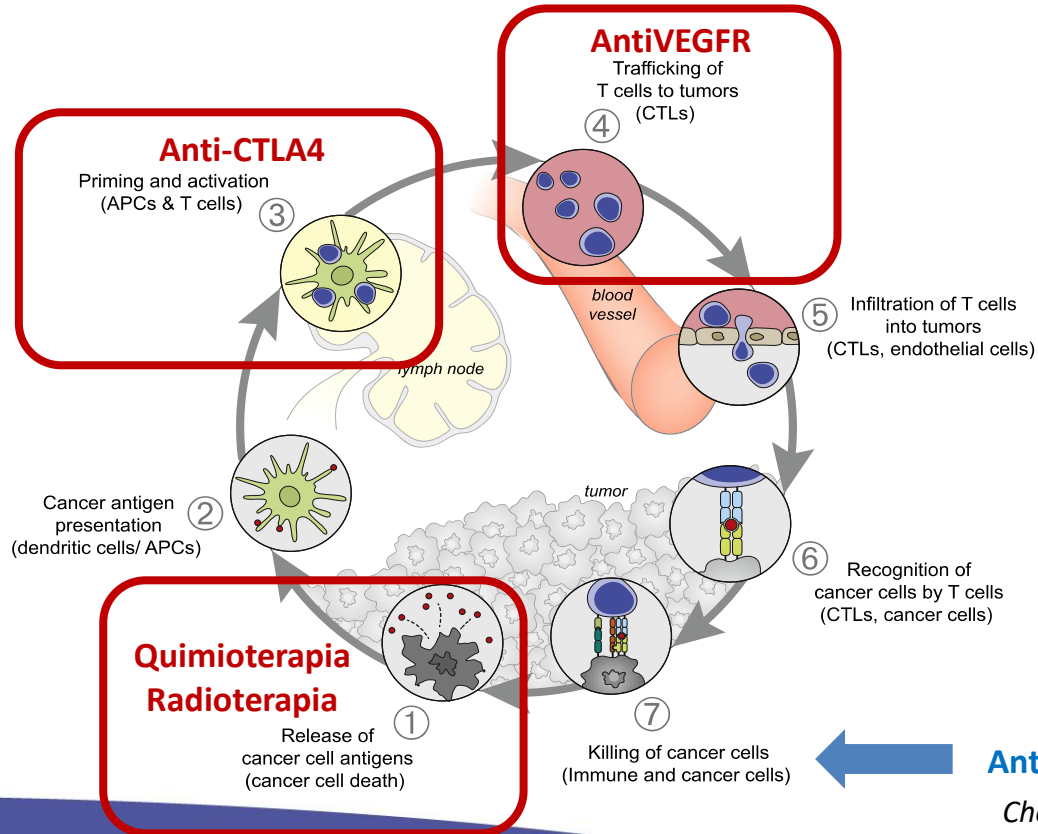 AntiVEGFR
Trafficking of
T cells to tumors
(CTLs)
④
Anti-CTLA4
Priming and activation
(APCs & T cells)
③
blood
vessel
⑤
Infiltration of T cells
into tumors
(CTLs, endothelial cells)
lymph node
Cancer antigen
presentation
(dendritic cells/ APCs)
②
tumor
⑥
Recognition of
cancer cells by T cells
(CTLs, cancer cells)
Quimioterapia
Radioterapia
①
Release of
cancer cell antigens
(cancer cell death)
⑦
Killing of cancer cells
(Immune and cancer cells)